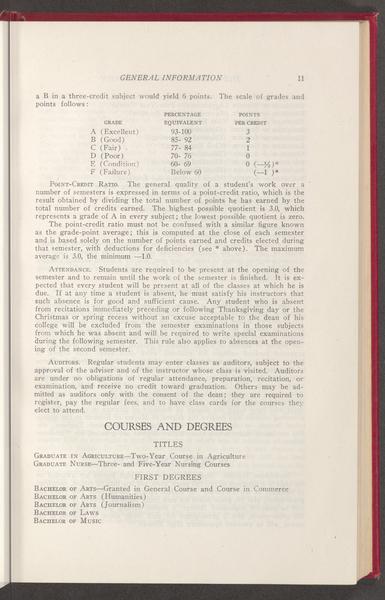 GENERAL INFORMATION 11
a B in a three-credit subject would yield 6 points. The scale of grades and
points follows:
PERCENTAGE POINTS
GRADE EQUIVALENT PER CREDIT
A (Excellent) 93-100 3
B (Good) 85- 92 2
C (Fair) 77- 84 1
D (Poor) 70- 76 0
E (Condition) 60- 69 0 (—½)*
F (Failure) Below 60 (—1 )*
POINT-CREDIT RATIO. The general quality of a student's work over a
number of semesters is expressed in terms of a point-credit ratio, which is the
result obtained by dividing the total number of points he has earned by the
total number of credits earned. The highest possible quotient is 3.0, which
represents a grade of A in every subject; the lowest possible quotient is zero.
The point-credit ratio must not be confused with a similar figure known
as the grade-point average; this is computed at the close of each semester
and is based solely on the number of points earned and credits elected during
that semester, with deductions for deficiencies (see * above). The maximum
average is 3.0, the minimum —1.0.
ATTENDANCE. Students are required to be present at the opening of the
semester and to remain until the work of the semester is finished. It is ex-
pected that every student will be present at all of the classes at which he is
due. If at any time a student is absent, he must satisfy his instructors that
such absence is for good and sufficient cause. Any student who is absent
from recitations immediately preceding or following Thanksgiving day or the
Christmas or spring recess without an excuse acceptable to the dean of his
college will be excluded from the semester examinations in those subjects
from which he was absent and will be required to write special examinations
during the following semester. This rule also applies to absences at the open-
ing of the second semester.
AUDITORS. Regular students may enter classes as auditors, subject to the
approval of the adviser and of the instructor whose class is visited. Auditors
are under no obligations of regular attendance, preparation, recitation, or
examination, and receive no credit toward graduation. Others may be ad-
mitted as auditors only with the consent of the dean; they are required to
register, pay the regular fees, and to have class cards for the courses they
elect to attend.
COURSES AND DEGREES
TITLES
GRADUATE IN AGRICULTURE—Two-Year Course in Agriculture
GRADUATE NURSE—Three- and Five-Year Nursing Courses
FIRST DEGREES
BACHELOR OF ARTS—Granted in General Course and Course in Commerce
BACHELOR OF ARTS (Humanities)
BACHELOR OF ARTS (Journalism)
BACHELOR OF LAWS
BACHELOR OF MUSIC